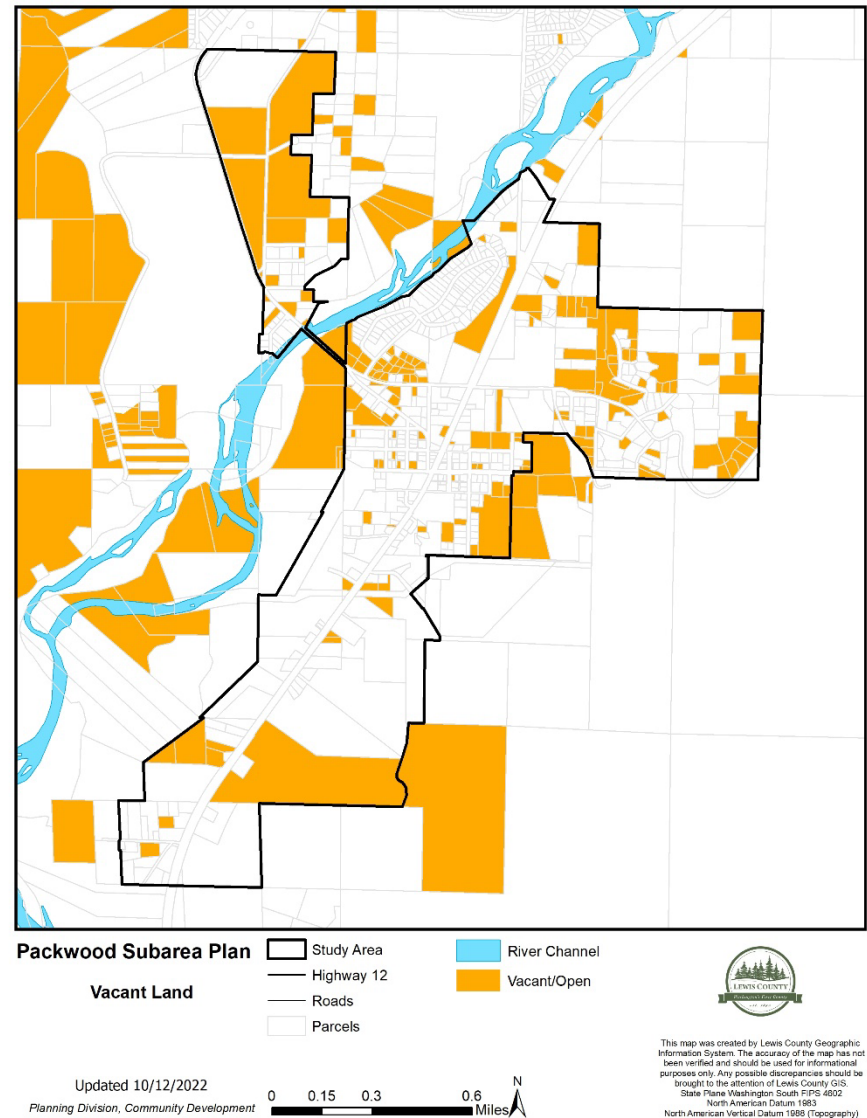 Packwood Subarea Plan
Vacant Land
Study Area
Highway 12
Roads
Parcels
River Channel
Vacant/Open
LEWIS COUNTY
Updated 10/12/2022
Planning Division, Community Development
0 0.15 0.3 0.6
Miles
N
This map was created by Lewis County Geographic
Information System. The accuracy of the map has not
been verified and should be used for informational
purposes only. Any possible discrepancies should be
brought to the attention of Lewis County GIS.
State Plane Washington South FIPS 4602
North American Datum 1983
North American Vertical Datum 1988 (Topography)